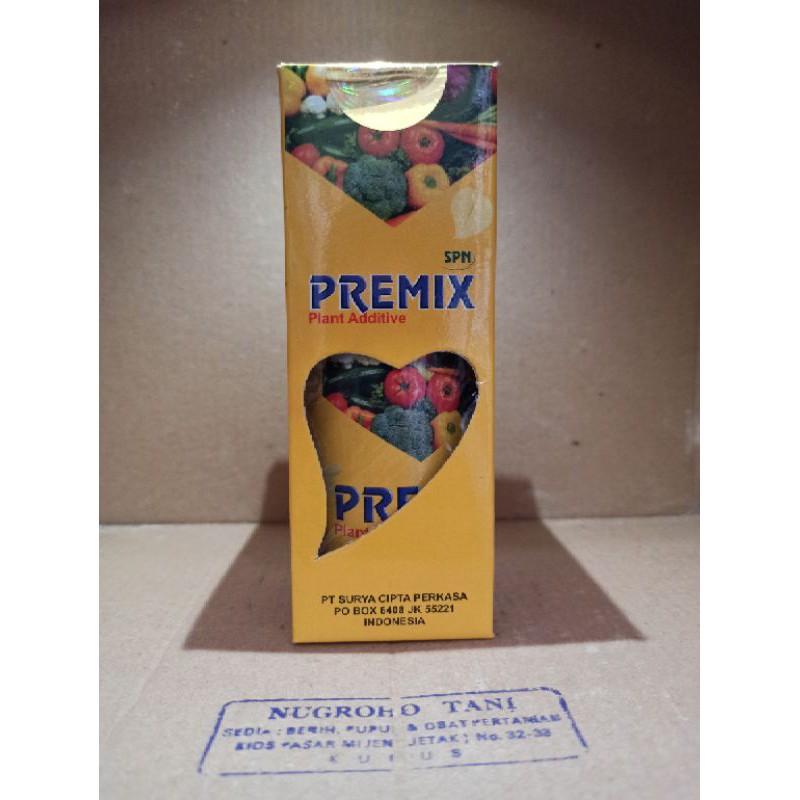 SPN
PREMIX
Plant Additive
PRE
Plant
PT SURYA CIPTA PERKASA
PO BOX 6408 JK 55221
INDONESIA
NUGROHO TANI
SEDIA : BENIH, PUPUK & OBAT PERTANIAN
KIOS PASAR MIJEN ( JETAK ) No. 32-33
KUDUS